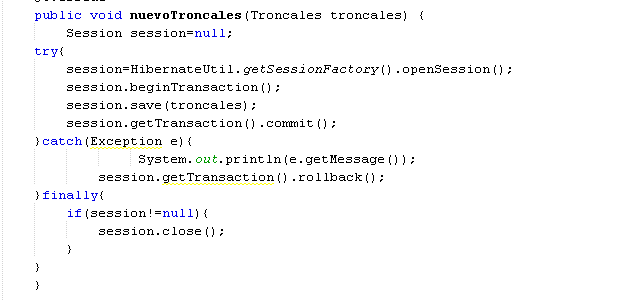 public void nuevoTroncales(Troncales troncales) {
Session session=null;
try{
session=HibernateUtil.getSessionFactory().openSession();
session.beginTransaction();
session.save(troncales);
session.getTransaction().commit();
}catch(Exception e){
System.out.println(e.getMessage());
session.getTransaction().rollback();
}finally{
if(session!=null){
session.close();
}
}
}